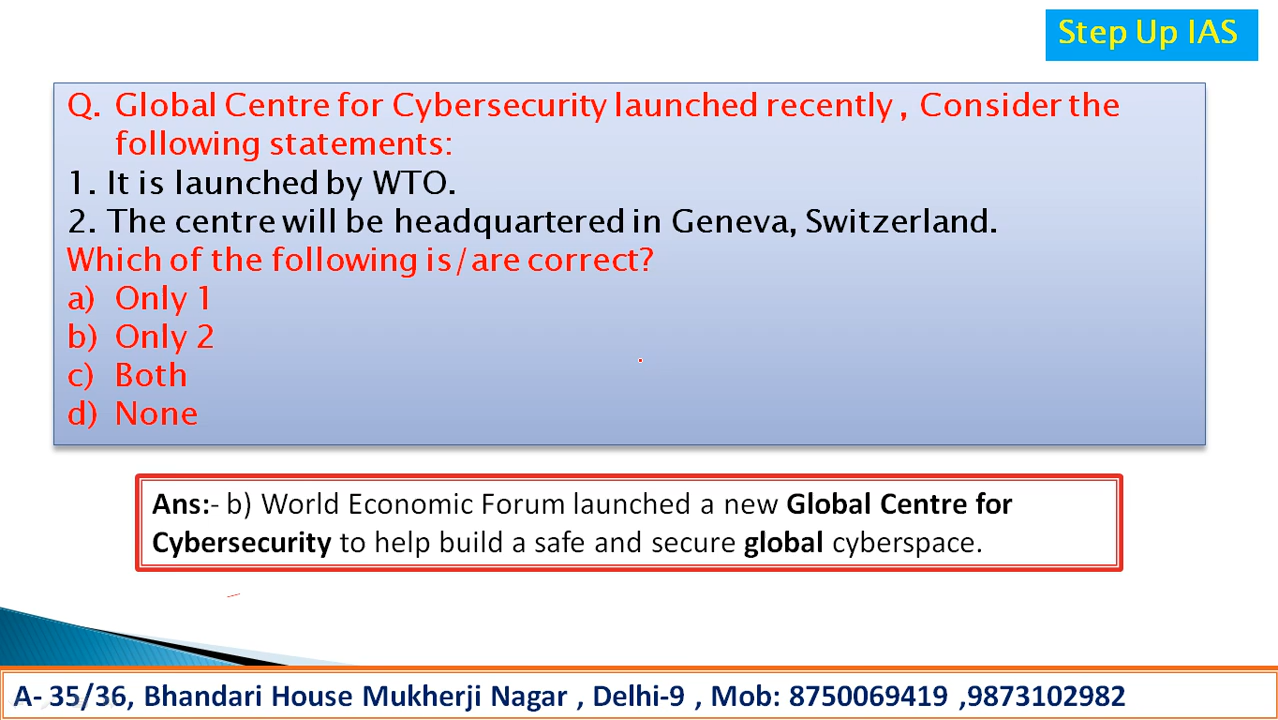 Step Up IAS
Q. Global Centre for Cybersecurity launched recently , Consider the
following statements:
1. It is launched by WTO.
2. The centre will be headquartered in Geneva, Switzerland.
Which of the following is/are correct?
a) Only 1
b) Only 2
c) Both
d) None
Ans:- b) World Economic Forum launched a new Global Centre for
Cybersecurity to help build a safe and secure global cyberspace.
A- 35/36, Bhandari House Mukherji Nagar , Delhi-9 , Mob: 8750069419 ,9873102982